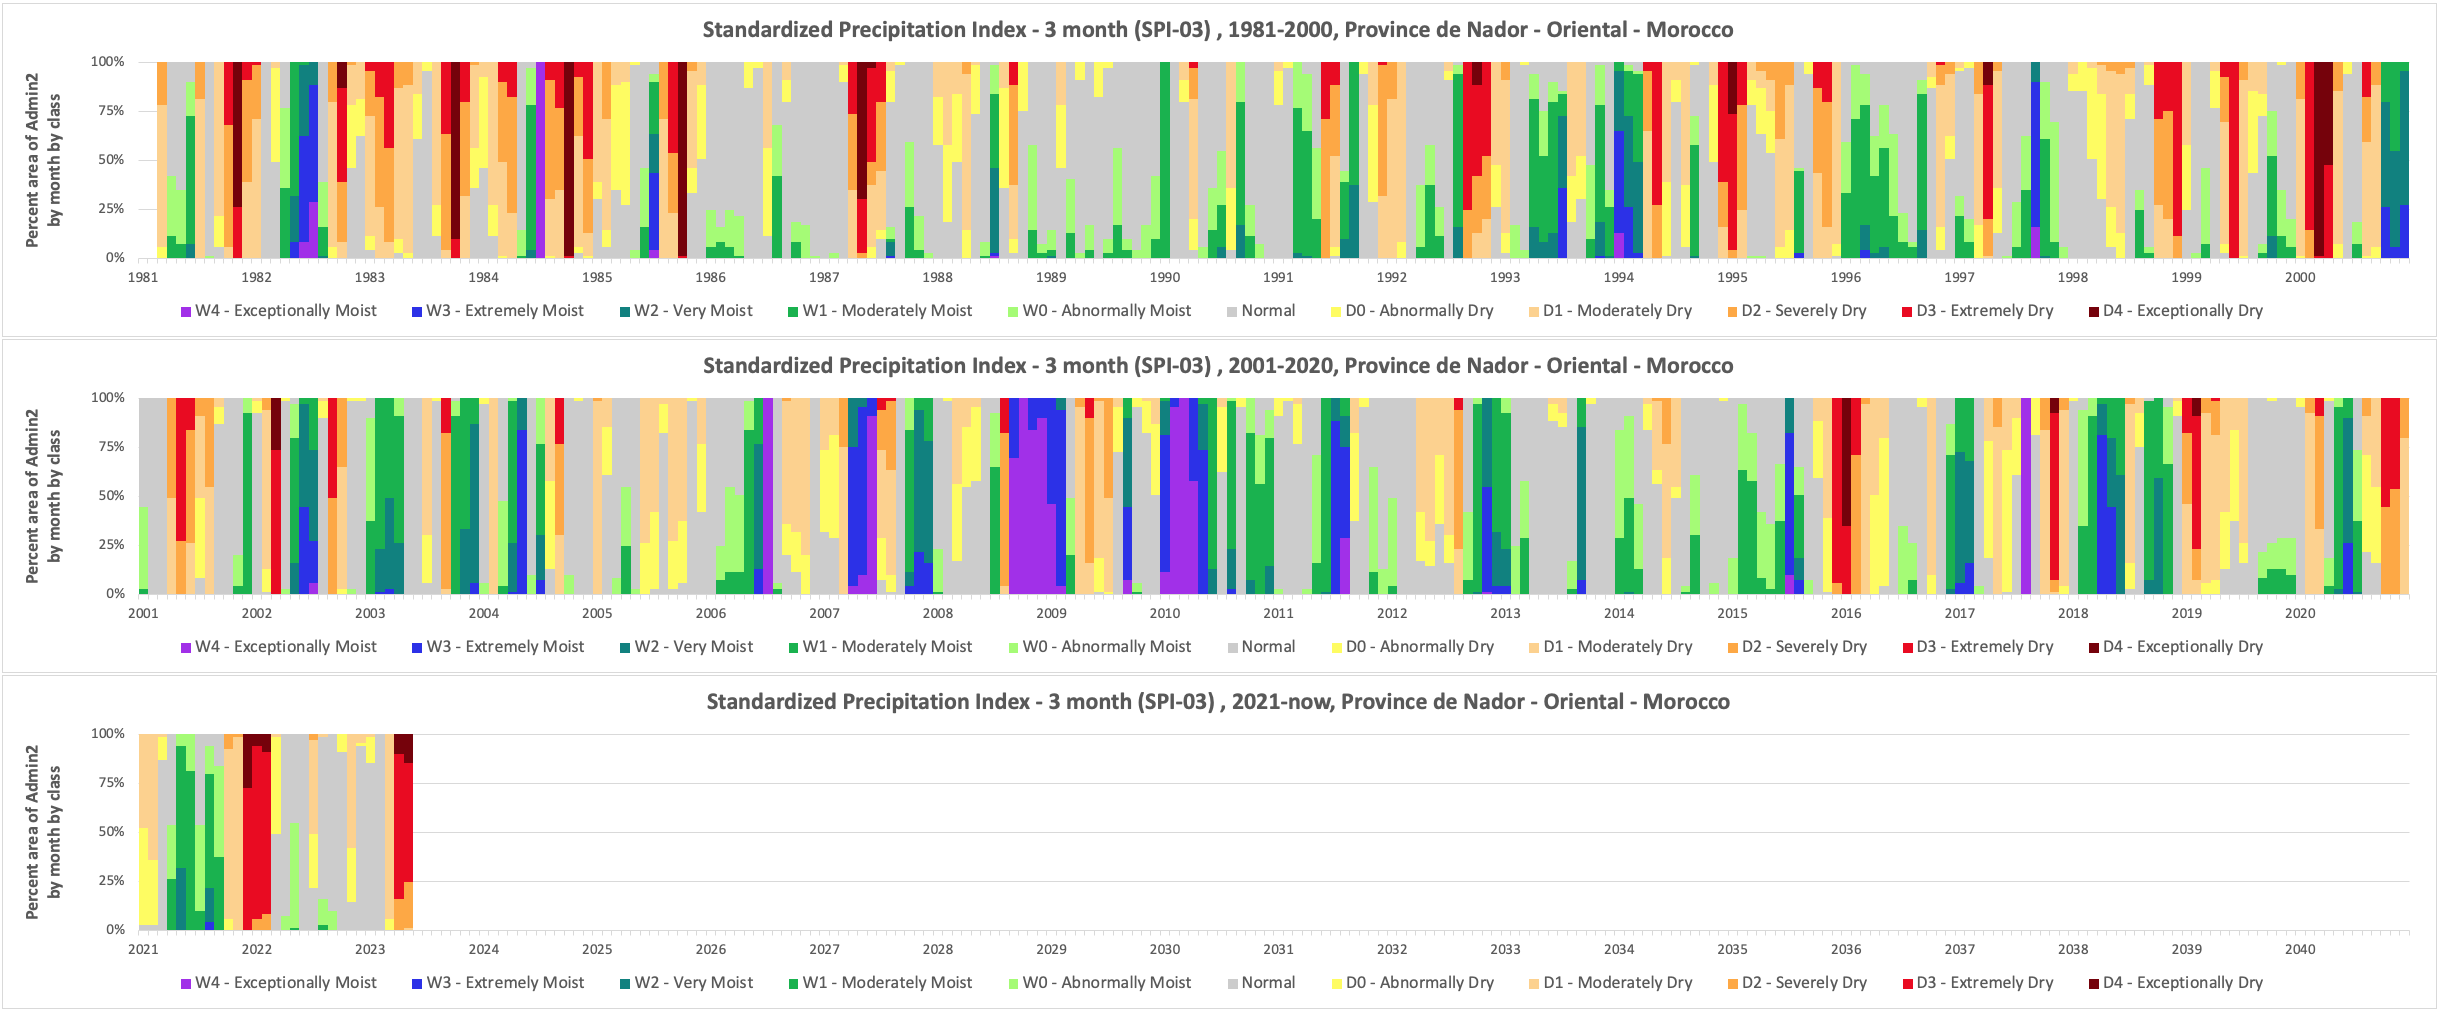 Standardized Precipitation Index - 3 month (SPI-03) , 1981-2000, Province de Nador - Oriental - Morocco
Percent area of Admin2
by month by class
100%
75%
50%
25%
0%
1981 1982 1983 1984 1985 1986 1987 1988 1989 1990 1991 1992 1993 1994 1995 1996 1997 1998 1999 2000
W4 - Exceptionally Moist W3 - Extremely Moist W2 - Very Moist W1 - Moderately Moist W0 - Abnormally Moist Normal D0 - Abnormally Dry D1 - Moderately Dry D2 - Severely Dry D3 - Extremely Dry D4 - Exceptionally Dry
Standardized Precipitation Index - 3 month (SPI-03) , 2001-2020, Province de Nador - Oriental - Morocco
Percent area of Admin2
by month by class
100%
75%
50%
25%
0%
2001 2002 2003 2004 2005 2006 2007 2008 2009 2010 2011 2012 2013 2014 2015 2016 2017 2018 2019 2020
W4 - Exceptionally Moist W3 - Extremely Moist W2 - Very Moist W1 - Moderately Moist W0 - Abnormally Moist Normal D0 - Abnormally Dry D1 - Moderately Dry D2 - Severely Dry D3 - Extremely Dry D4 - Exceptionally Dry
Standardized Precipitation Index - 3 month (SPI-03) , 2021-now, Province de Nador - Oriental - Morocco
Percent area of Admin2
by month by class
100%
75%
50%
25%
0%
2021 2022 2023 2024 2025 2026 2027 2028 2029 2030 2031 2032 2033 2034 2035 2036 2037 2038 2039 2040
W4 - Exceptionally Moist W3 - Extremely Moist W2 - Very Moist W1 - Moderately Moist W0 - Abnormally Moist Normal D0 - Abnormally Dry D1 - Moderately Dry D2 - Severely Dry D3 - Extremely Dry D4 - Exceptionally Dry